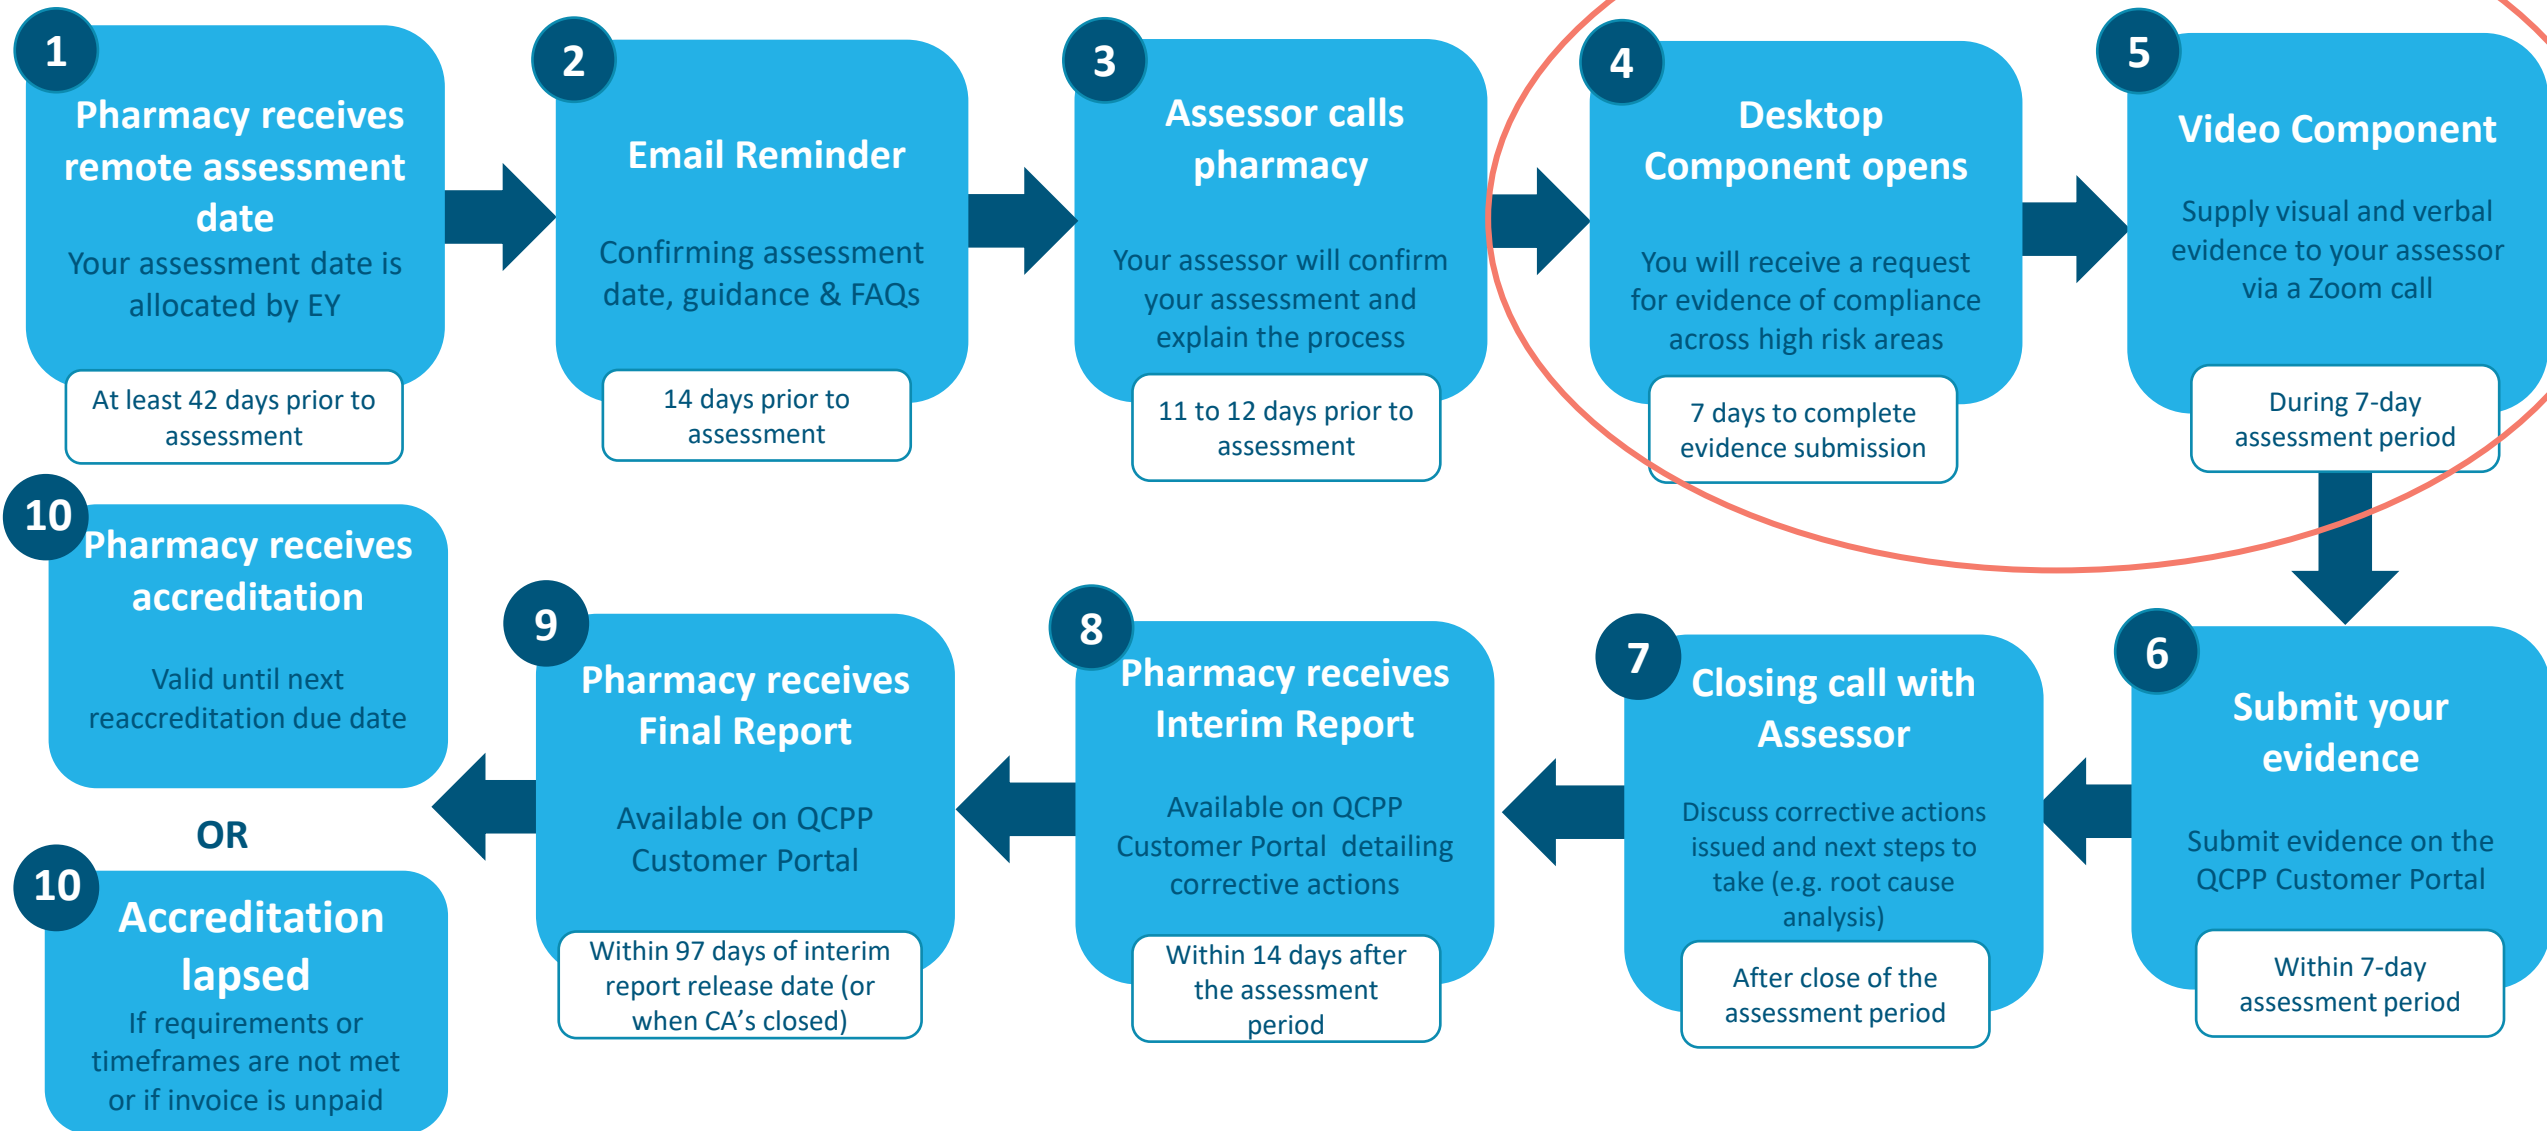 1
Pharmacy receives
remote assessment
date
Your assessment date is
allocated by EY
At least 42 days prior to
assessment
2
Email Reminder
Confirming assessment
date, guidance & FAQs
14 days prior to
assessment
3
Assessor calls
pharmacy
Your assessor will confirm
your assessment and
explain the process
11 to 12 days prior to
assessment
4
Desktop
Component opens
You will receive a request
for evidence of compliance
across high risk areas
7 days to complete
evidence submission
5
Video Component
Supply visual and verbal
evidence to your assessor
via a Zoom call
During 7-day
assessment period
6
Submit your
evidence
Submit evidence on the
QCPP Customer Portal
Within 7-day
assessment period
7
Closing call with
Assessor
Discuss corrective actions
issued and next steps to
take (e.g. root cause
analysis)
After close of the
assessment period
8
Pharmacy receives
Interim Report
Available on QCPP
Customer Portal detailing
corrective actions
Within 14 days after
the assessment
period
9
Pharmacy receives
Final Report
Available on QCPP
Customer Portal
Within 97 days of interim
report release date (or
when CA’s closed)
10
Pharmacy receives
accreditation
Valid until next
reaccreditation due date
OR
10
Accreditation
lapsed
If requirements or
timeframes are not met
or if invoice is unpaid